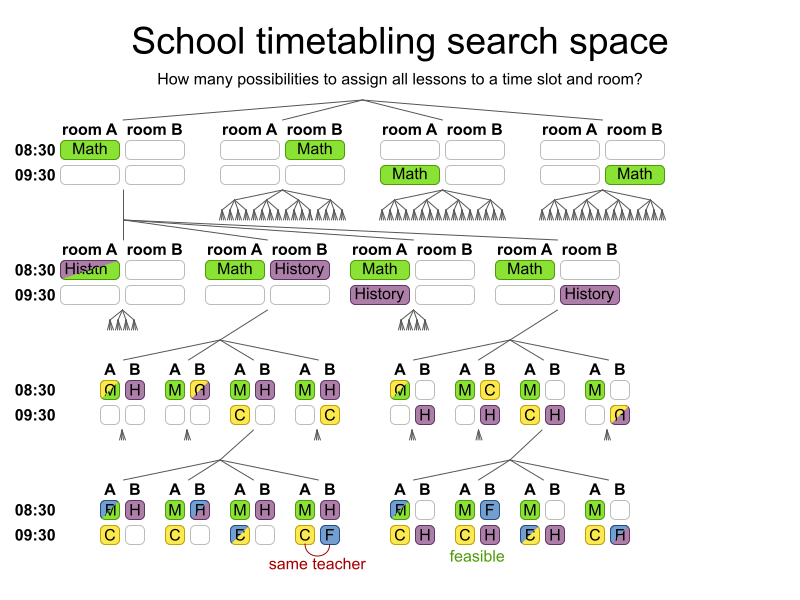 School timetabling search space
How many possibilities to assign all lessons to a time slot and room?
room A room B room A room B room A room B room A room B
08:30 Math Math
09:30 Math Math
room A room B room A room B room A room B room A room B
08:30 Math History Math Math
09:30 History History
A B A B A B A B A B A B A B A B
08:30 M H M H M H M H M M C M M
09:30 C C H H C H
A B A B A B A B A B A B A B A B
08:30 M H M H M H M H M M F M M
09:30 C C C F C H C H H C
same teacher
feasible